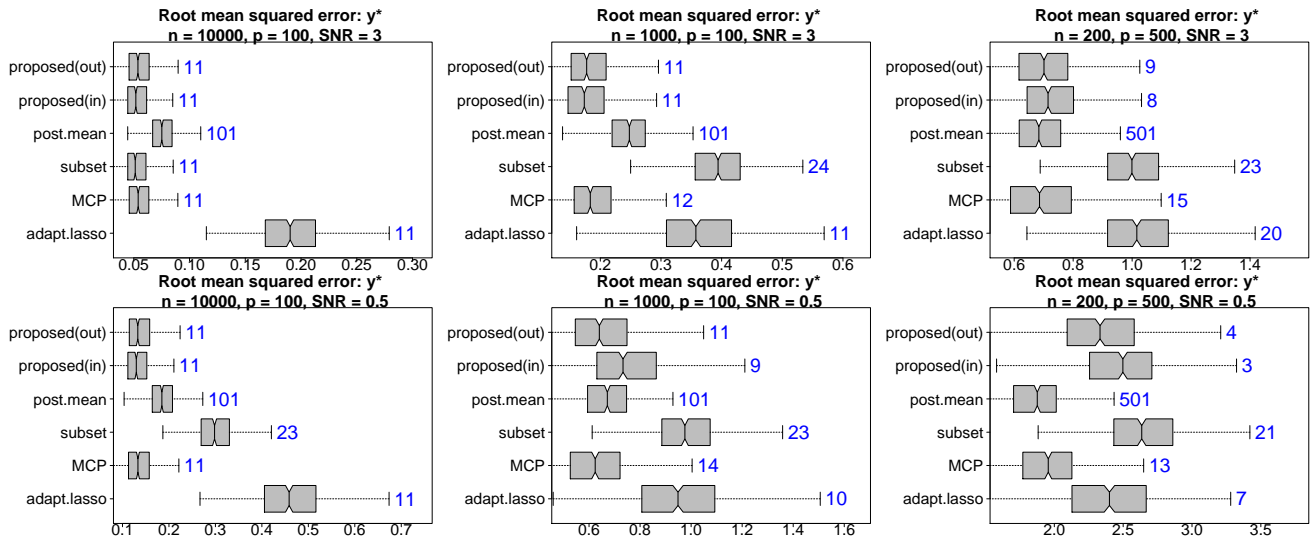 Root mean squared error: y*
n = 10000, p = 100, SNR = 3
proposed(out)
11
proposed(in)
11
post.mean
101
subset
11
MCP
11
adapt.lasso
11
0.05 0.10 0.20 0.30
Root mean squared error: y*
n = 1000, p = 100, SNR = 3
proposed(out)
11
proposed(in)
11
post.mean
101
subset
24
MCP
12
adapt.lasso
11
0.2 0.3 0.4 0.5 0.6
Root mean squared error: y*
n = 200, p = 500, SNR = 3
proposed(out)
9
proposed(in)
8
post.mean
501
subset
23
MCP
15
adapt.lasso
20
0.6 0.8 1.0 1.2 1.4
Root mean squared error: y*
n = 10000, p = 100, SNR = 0.5
proposed(out)
11
proposed(in)
11
post.mean
101
subset
23
MCP
11
adapt.lasso
11
0.1 0.2 0.3 0.4 0.5 0.6 0.7
Root mean squared error: y*
n = 1000, p = 100, SNR = 0.5
proposed(out)
11
proposed(in)
9
post.mean
101
subset
23
MCP
14
adapt.lasso
10
0.6 0.8 1.0 1.2 1.4 1.6
Root mean squared error: y*
n = 200, p = 500, SNR = 0.5
proposed(out)
4
proposed(in)
3
post.mean
501
subset
21
MCP
13
adapt.lasso
7
2.0 2.5 3.0 3.5